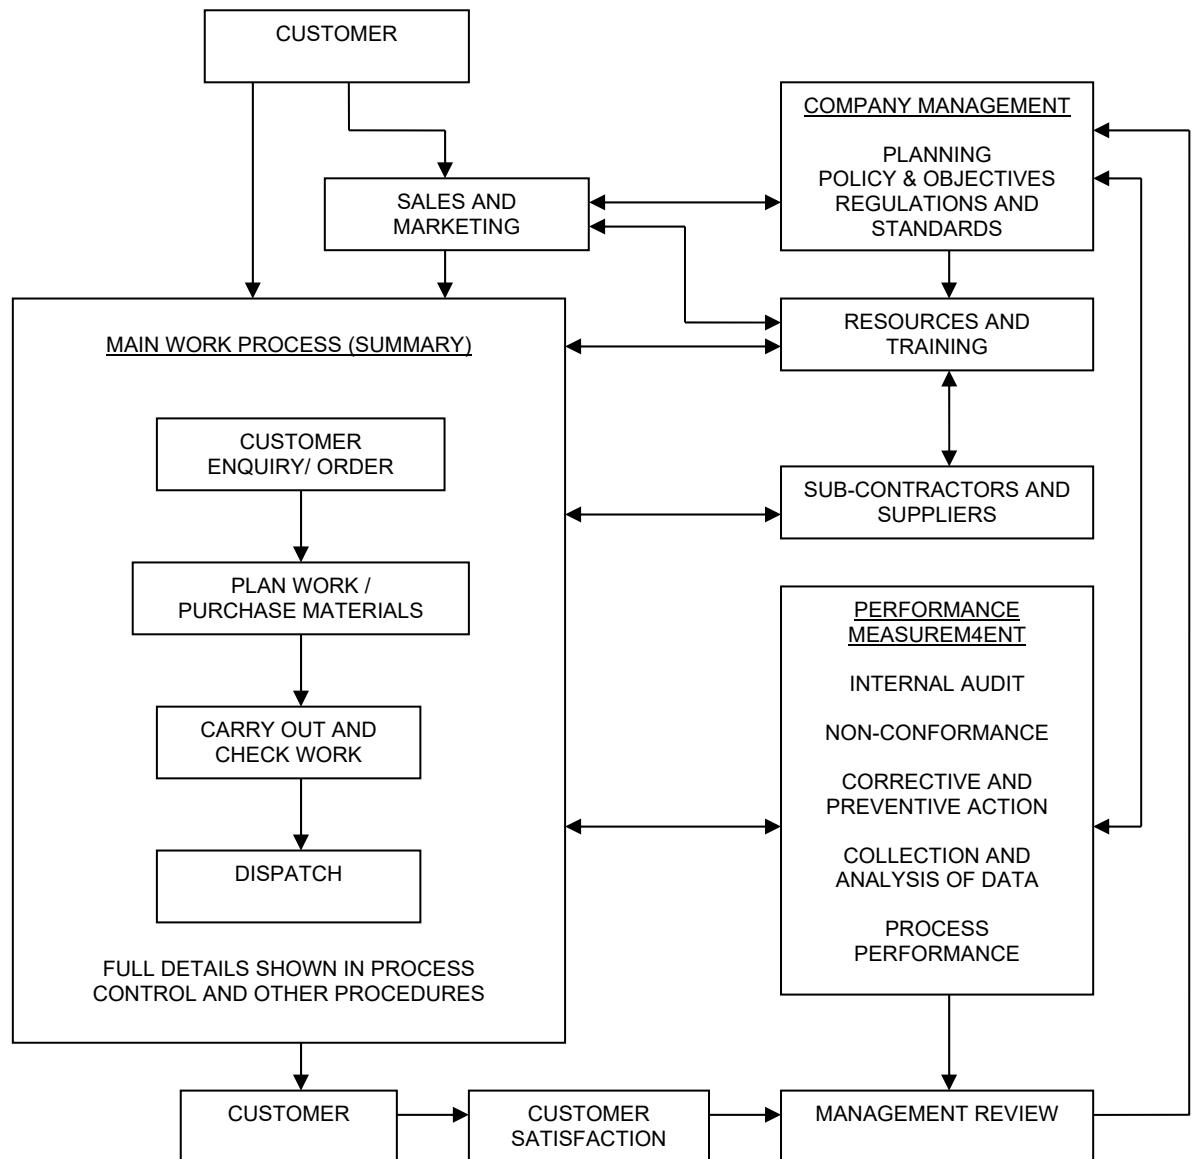 CUSTOMER
COMPANY MANAGEMENT
PLANNING
POLICY & OBJECTIVES
REGULATIONS AND
STANDARDS
SALES AND
MARKETING
RESOURCES AND
TRAINING
MAIN WORK PROCESS (SUMMARY)
CUSTOMER
ENQUIRY/ ORDER
SUB-CONTRACTORS AND
SUPPLIERS
PLAN WORK /
PURCHASE MATERIALS
PERFORMANCE
MEASUREM4ENT
INTERNAL AUDIT
NON-CONFORMANCE
CORRECTIVE AND
PREVENTIVE ACTION
COLLECTION AND
ANALYSIS OF DATA
PROCESS
PERFORMANCE
CARRY OUT AND
CHECK WORK
DISPATCH
FULL DETAILS SHOWN IN PROCESS
CONTROL AND OTHER PROCEDURES
CUSTOMER
CUSTOMER
SATISFACTION
MANAGEMENT REVIEW